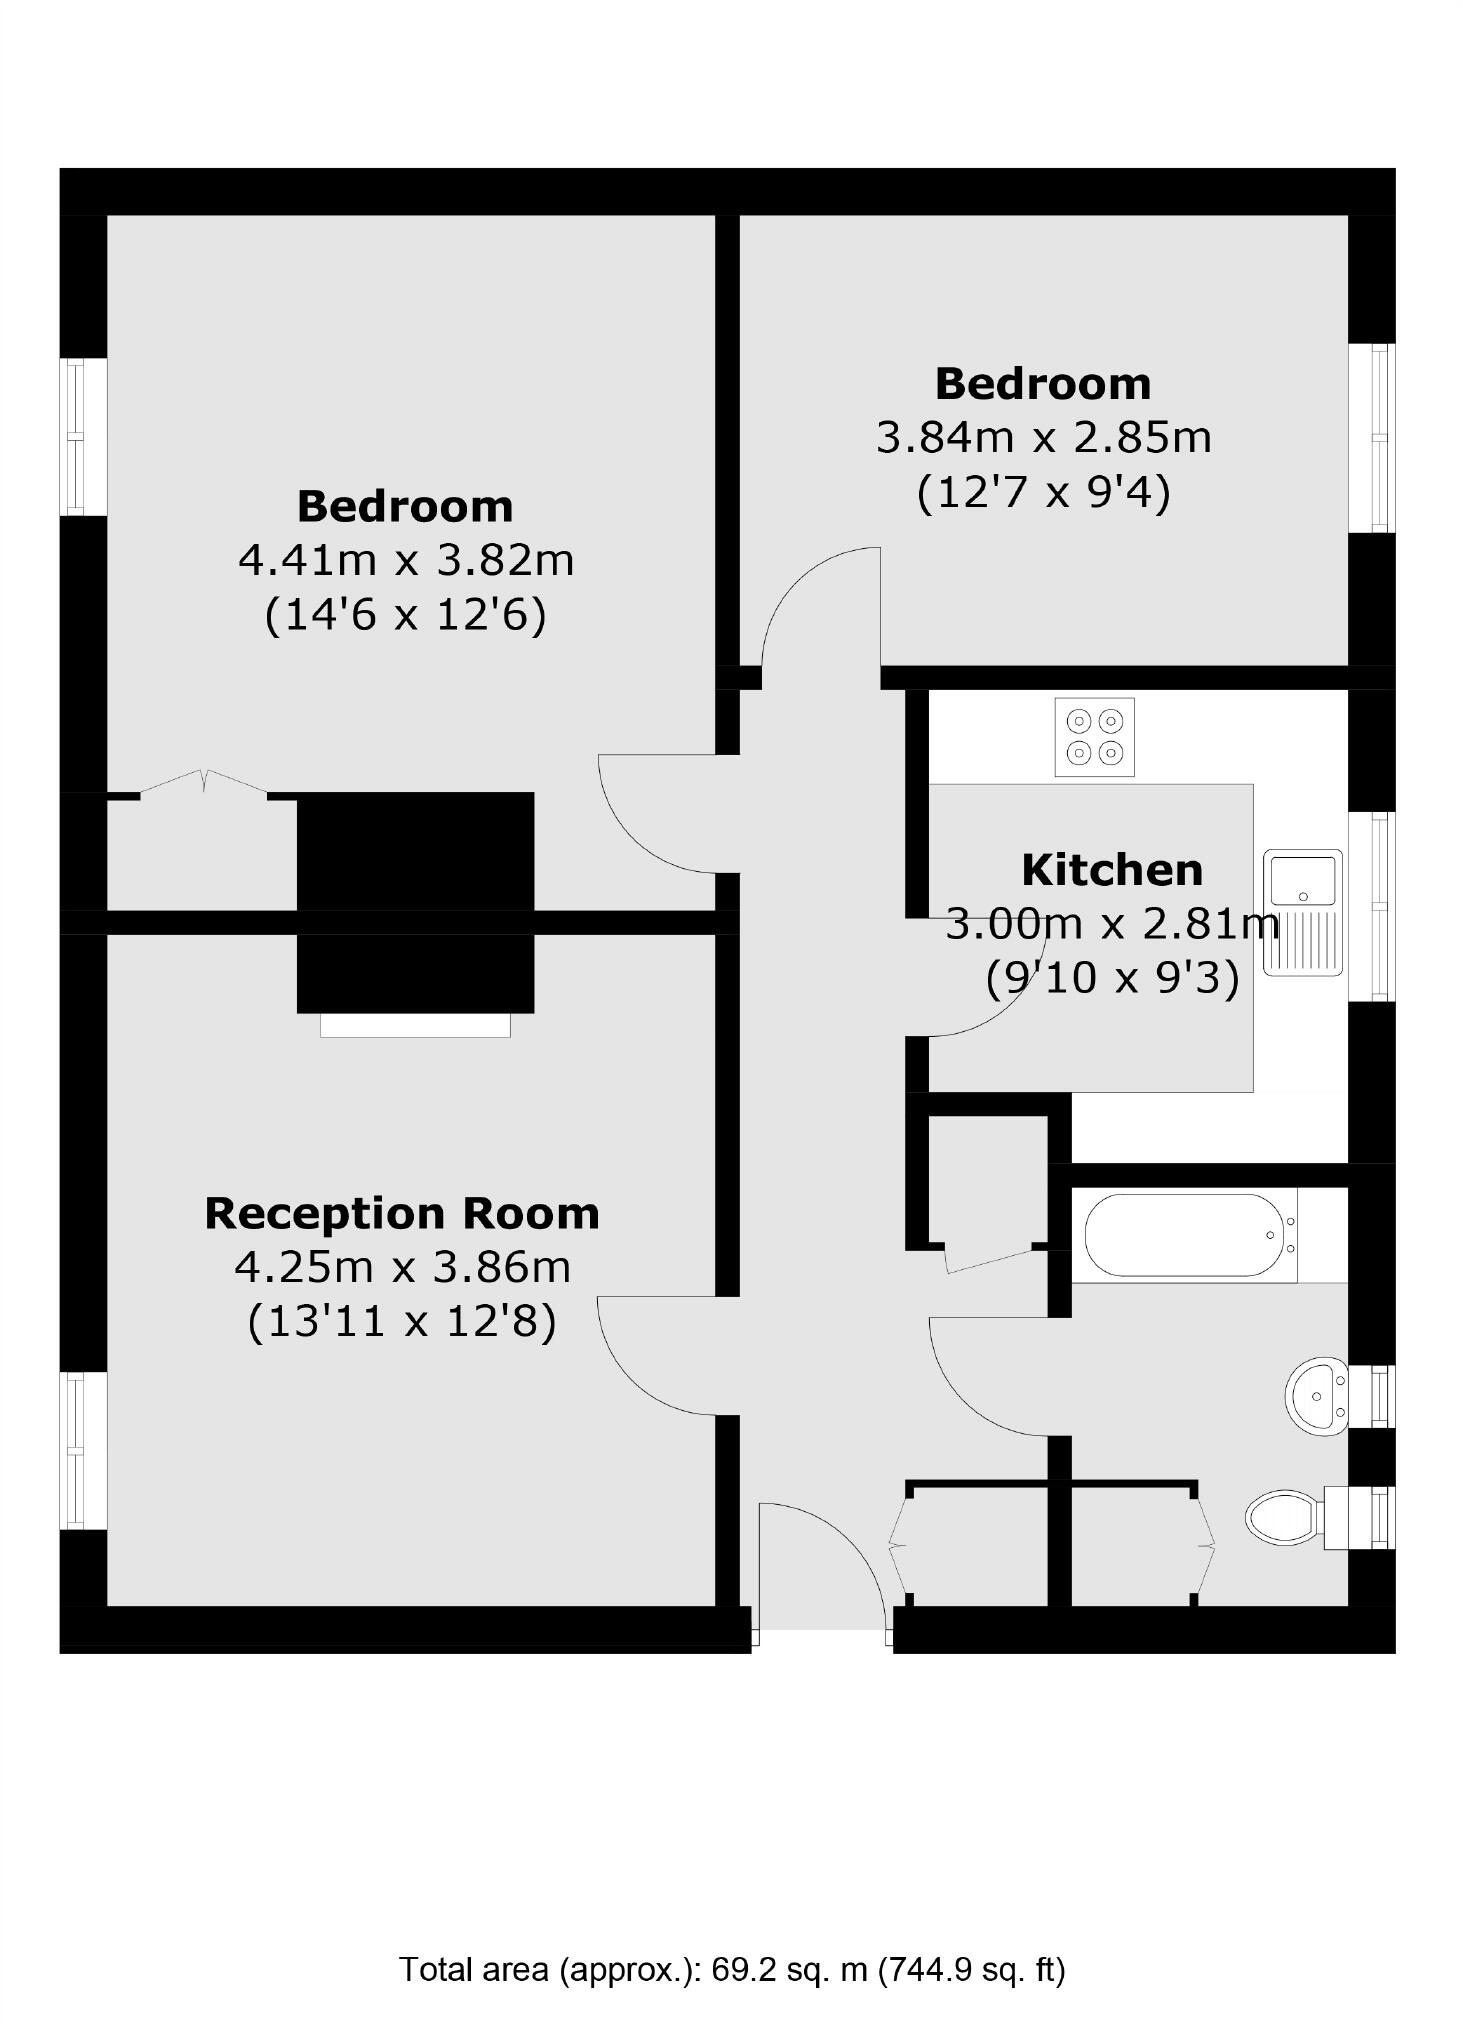 Bedroom
3.84m x 2.85m
(12'7 x 9'4)
Bedroom
4.41m x 3.82m
(14'6 x 12'6)
Kitchen
3.00m x 2.81m
(9'10 x 9'3)
Reception Room
4.25m x 3.86m
(13'11 x 12'8)
Total area (approx.): 69.2 sq. m (744.9 sq. ft)